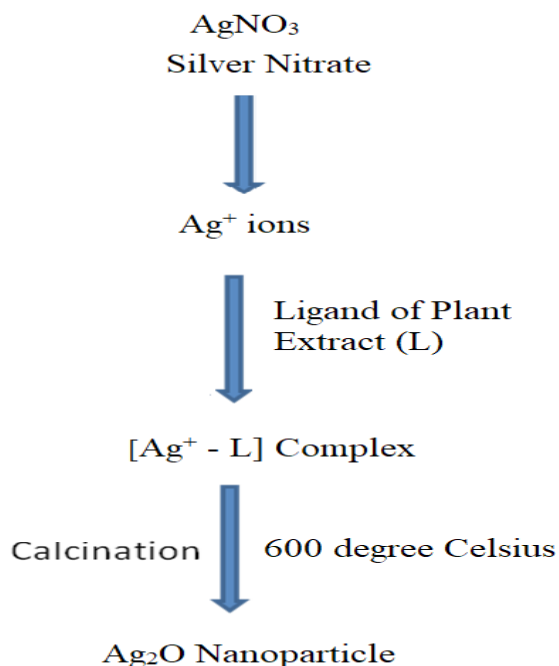 AgNO₃
Silver Nitrate
Ag⁺ ions
Ligand of Plant
Extract (L)
[Ag⁺ - L] Complex
Calcination 600 degree Celsius
Ag₂O Nanoparticle